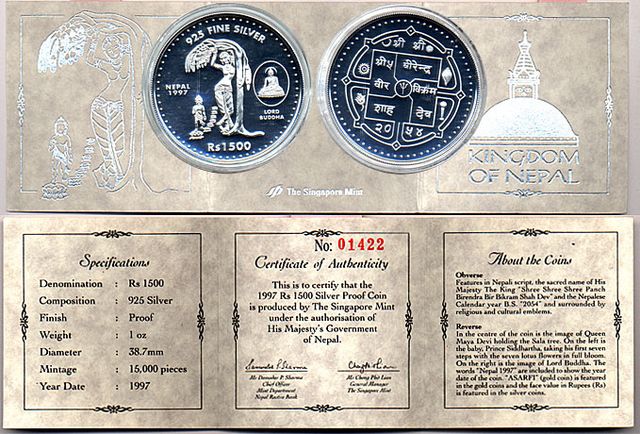 925 FINE SILVER
NEPAL
1997
LORD
BUDDHA
Rs1500
श्री श्री
श्री ५ वीरेन्द्र
वीर विक्रम
शाह देव
२०५४
KINGDOM
OF NEPAL
The Singapore Mint
Specifications
Denomination : Rs 1500
Composition : 925 Silver
Finish : Proof
Weight : 1 oz
Diameter : 38.7mm
Mintage : 15,000 pieces
Year Date : 1997
No: 01422
Certificate of Authenticity
This is to certify that the
1997 Rs 1500 Silver Proof Coin
is produced by The Singapore Mint
under the authorisation of
His Majesty's Government
of Nepal.
Mr Damodar P. Sharma
Chief Officer
Mint Department
Nepal Rastra Bank
Mr Chung Phit Lian
General Manager
The Singapore Mint
About the Coins
Obverse
Features in Nepali script, the sacred name of His
Majesty The King "Shree Shree Shree Panch
Birendra Bir Bikram Shah Dev" and the Nepalese
Calendar year B.S. "2054" and surrounded by
religious and cultural emblems.
Reverse
In the centre of the coin is the image of Queen
Maya Devi holding the Sala tree. On the left is
the baby, Prince Siddhartha, taking his first seven
steps with the seven lotus flowers in full bloom.
On the right is the image of Lord Buddha. The
words "Nepal 1997" are included to show the year
date of the coin. "ASARFI" (gold coin) is featured
in the gold coins and the face value in Rupees (Rs)
is featured in the silver coins.